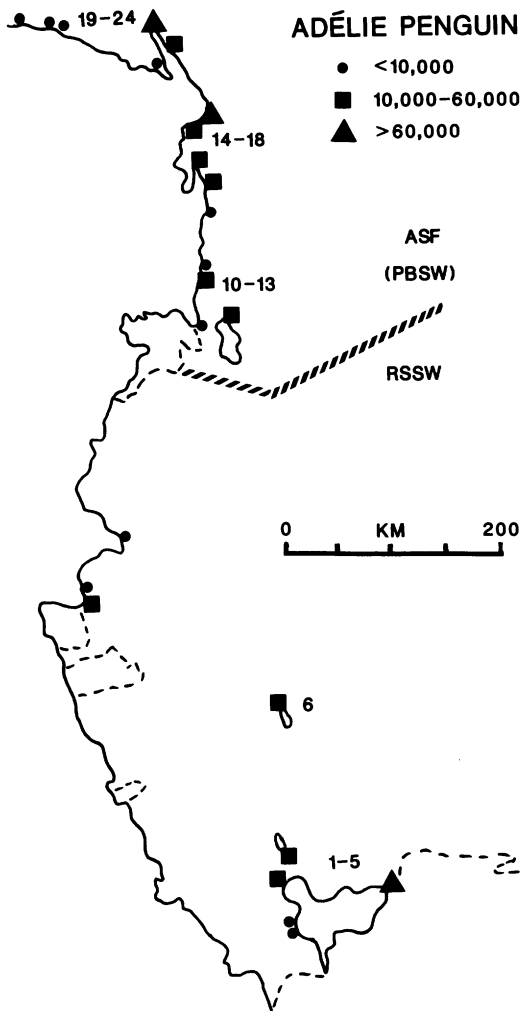 19-24
ADÉLIE PENGUIN
<10,000
10,000-60,000
>60,000
14-18
ASF
(PBSW)
10-13
RSSW
0 KM 200
6
1-5